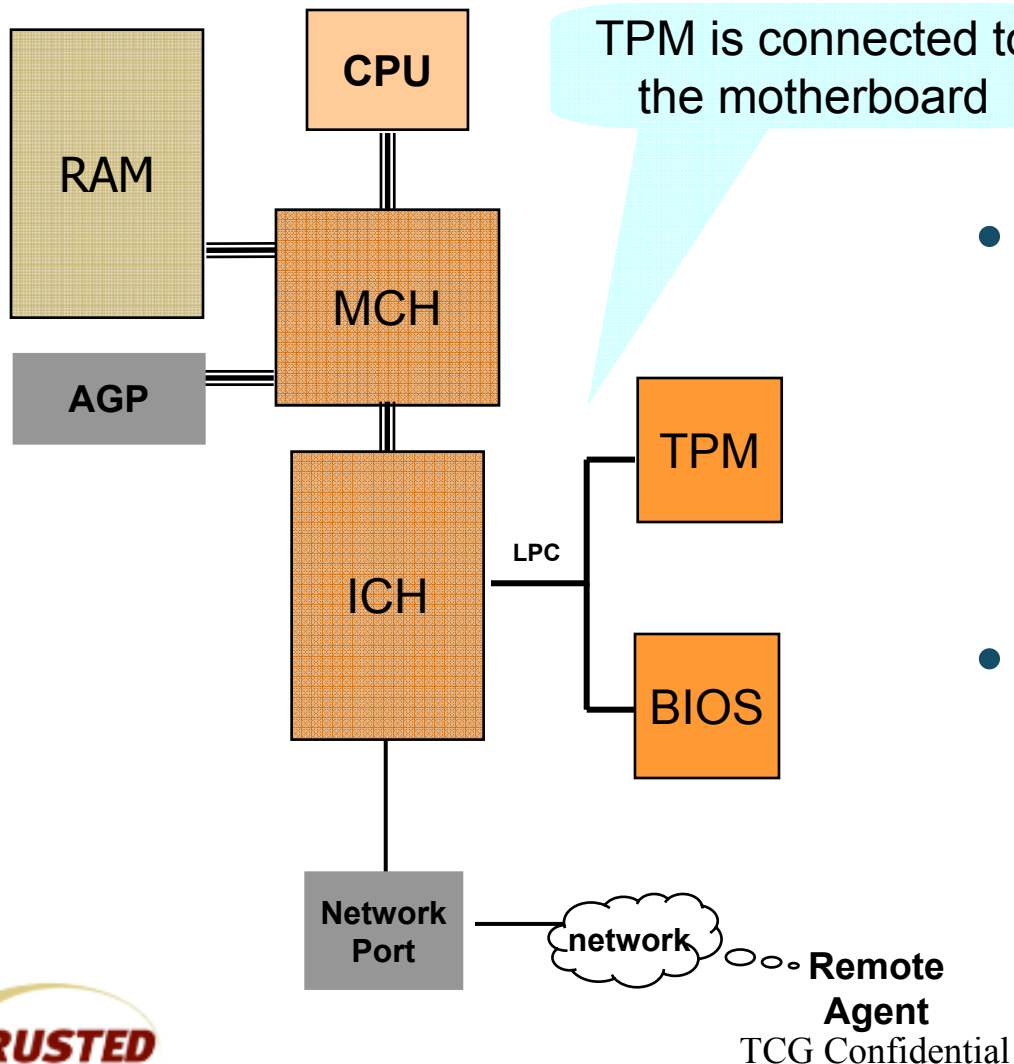 TPM is connected to
the motherboard
CPU
RAM
MCH
AGP
TPM
LPC
ICH
BIOS
Network
Port
network
Remote
Agent
RUSTED
TCG Confidential